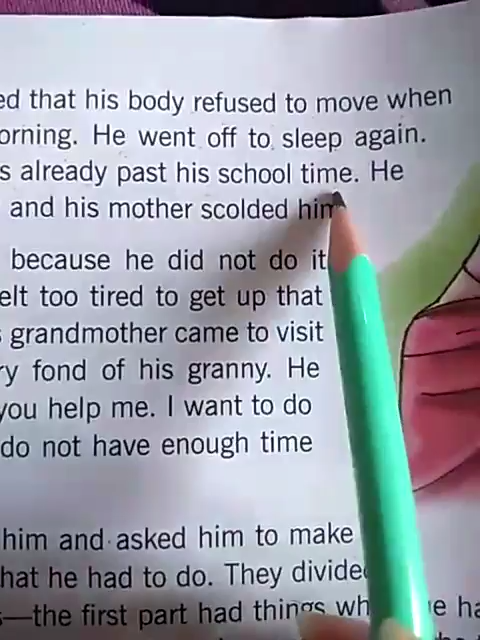 ed that his body refused to move when
orning. He went off to sleep again.
s already past his school time. He
and his mother scolded him
because he did not do it
elt too tired to get up that
s grandmother came to visit
ry fond of his granny. He
you help me. I want to do
do not have enough time
him and asked him to make
hat he had to do. They divide
s—the first part had things wh e ha